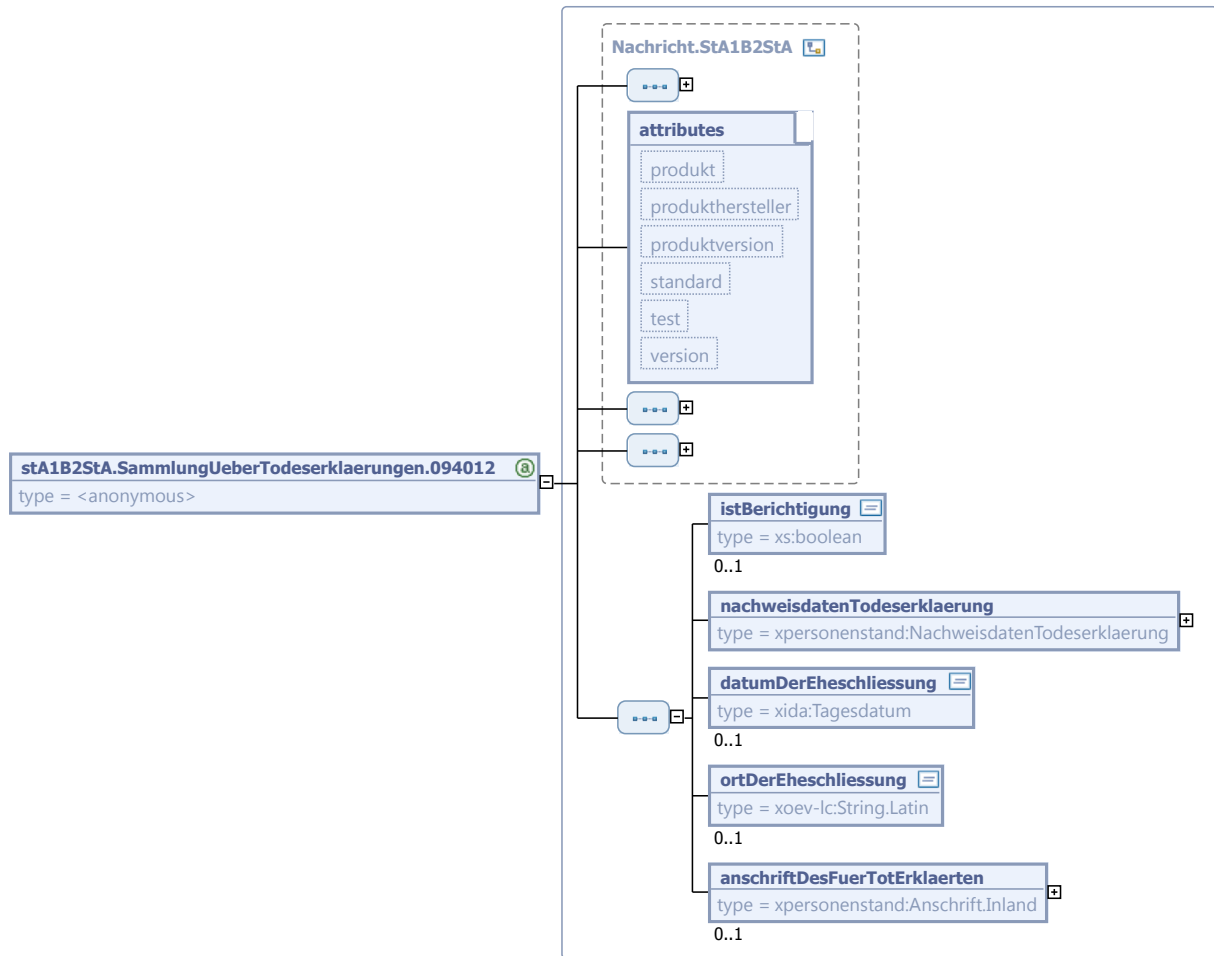 Nachricht.StA1B2StA
attributes
produkt
produkthersteller
produktversion
standard
test
version
stA1B2StA.SammlungUeberTodeserklaerungen.094012 a
type = <anonymous>
istBerichtigung
type = xs:boolean
0..1
nachweisdatenTodeserklaerung
type = xpersonenstand:NachweisdatenTodeserklaerung
datumDerEheschliessung
type = xida:Tagesdatum
0..1
ortDerEheschliessung
type = xoev-lc:String.Latin
0..1
anschriftDesFuerTotErklaerten
type = xpersonenstand:Anschrift.Inland
0..1